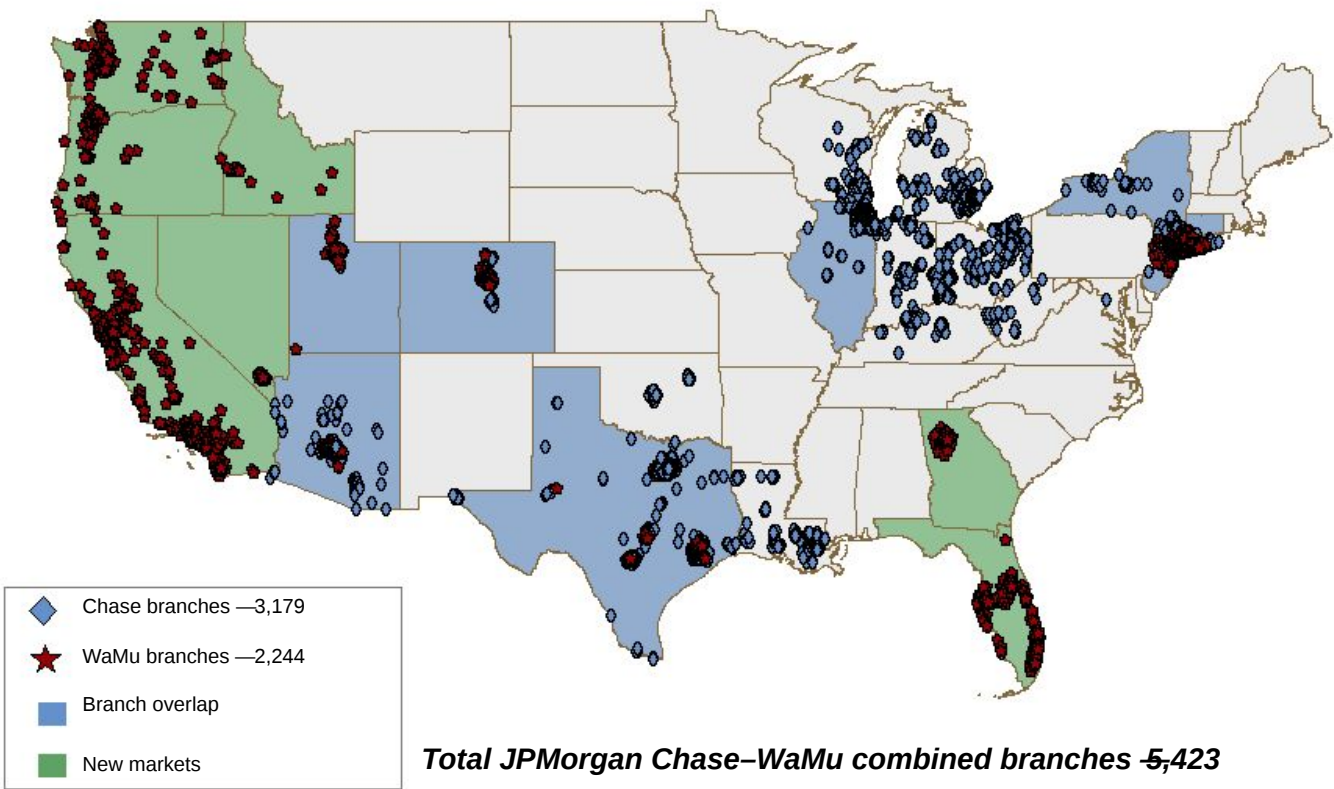 Chase branches —3,179
WaMu branches —2,244
Branch overlap
New markets
Total JPMorgan Chase–WaMu combined branches –5,423